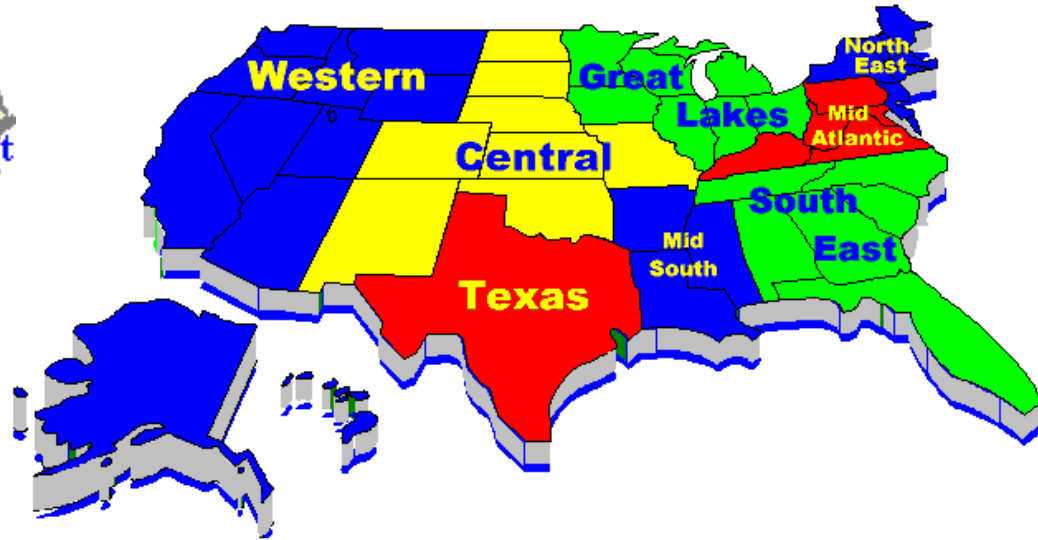 North
East
Western
Great
Lakes
Mid
Atlantic
Central
South
East
Mid
South
Texas
t